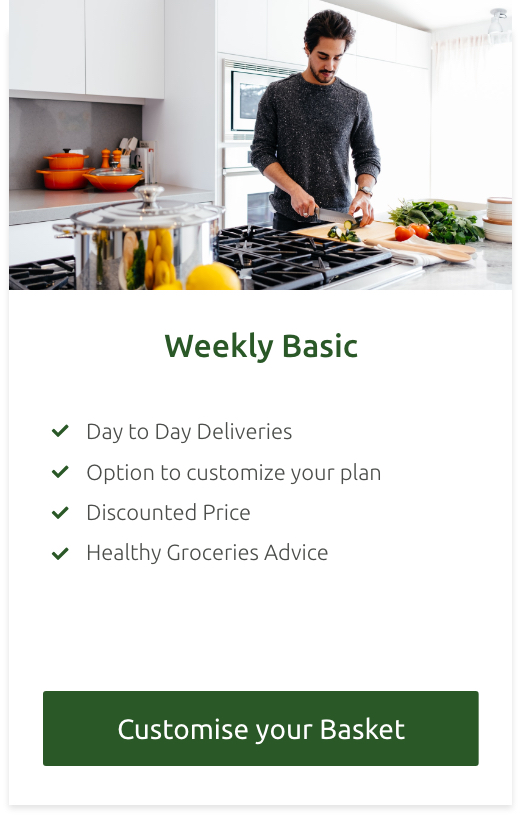 Weekly Basic
Day to Day Deliveries
Option to customize your plan
Discounted Price
Healthy Groceries Advice
Customise your Basket